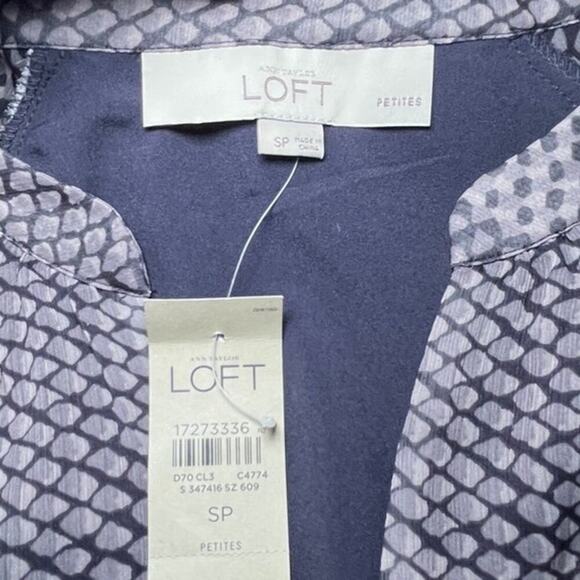 ANN TAYLOR
LOFT
PETITES
SP
MADE IN
CHINA
ANN TAYLOR
LOFT
17273336
D70 CL3 C4774
S 347416 SZ 609
SP
PETITES